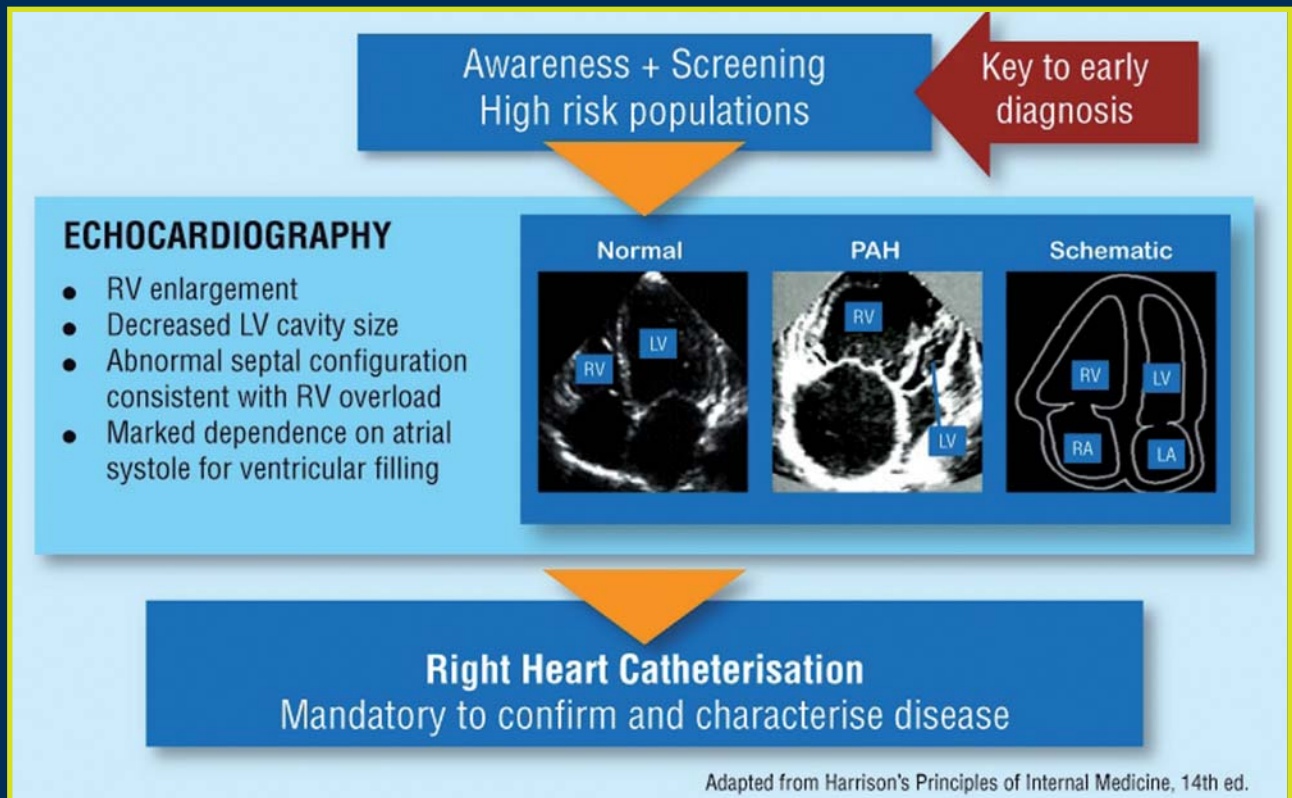 Awareness + Screening
High risk populations
Key to early
diagnosis
ECHOCARDIOGRAPHY
● RV enlargement
● Decreased LV cavity size
● Abnormal septal configuration
consistent with RV overload
● Marked dependence on atrial
systole for ventricular filling
Normal
RV
LV
PAH
RV
LV
Schematic
RV
LV
RA
LA
Right Heart Catheterisation
Mandatory to confirm and characterise disease
Adapted from Harrison's Principles of Internal Medicine, 14th ed.